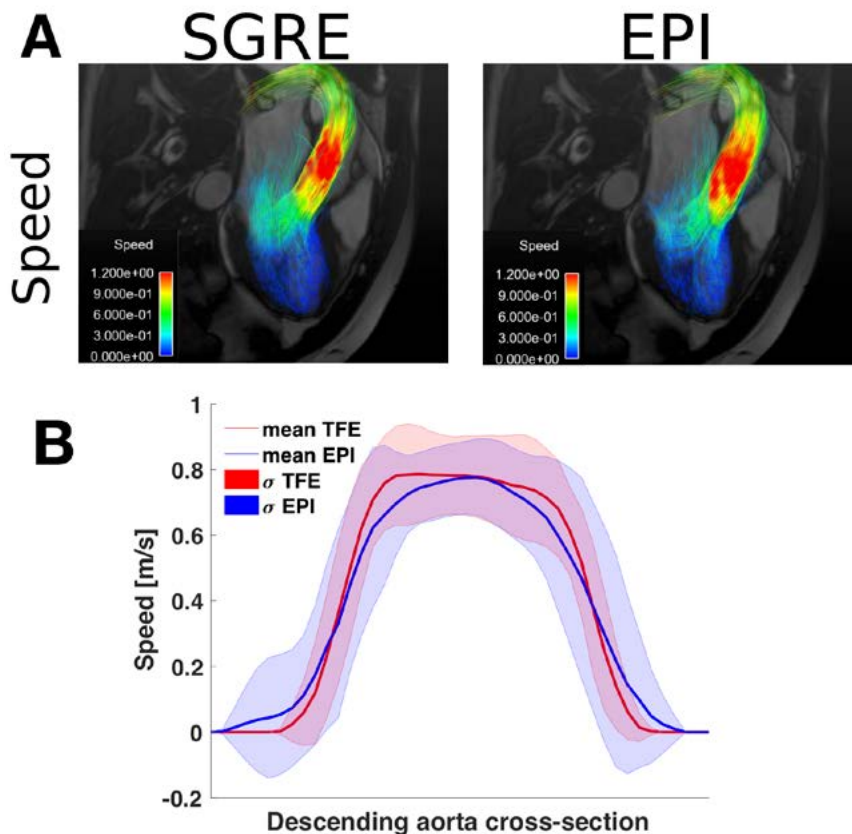 A
SGRE
EPI
Speed
Speed
1.200e+00
9.000e-01
6.000e-01
3.000e-01
0.000e+00
Speed
1.200e+00
9.000e-01
6.000e-01
3.000e-01
0.000e+00
B
mean TFE
mean EPI
σ TFE
σ EPI
Speed [m/s]
1
0.8
0.6
0.4
0.2
0
-0.2
Descending aorta cross-section